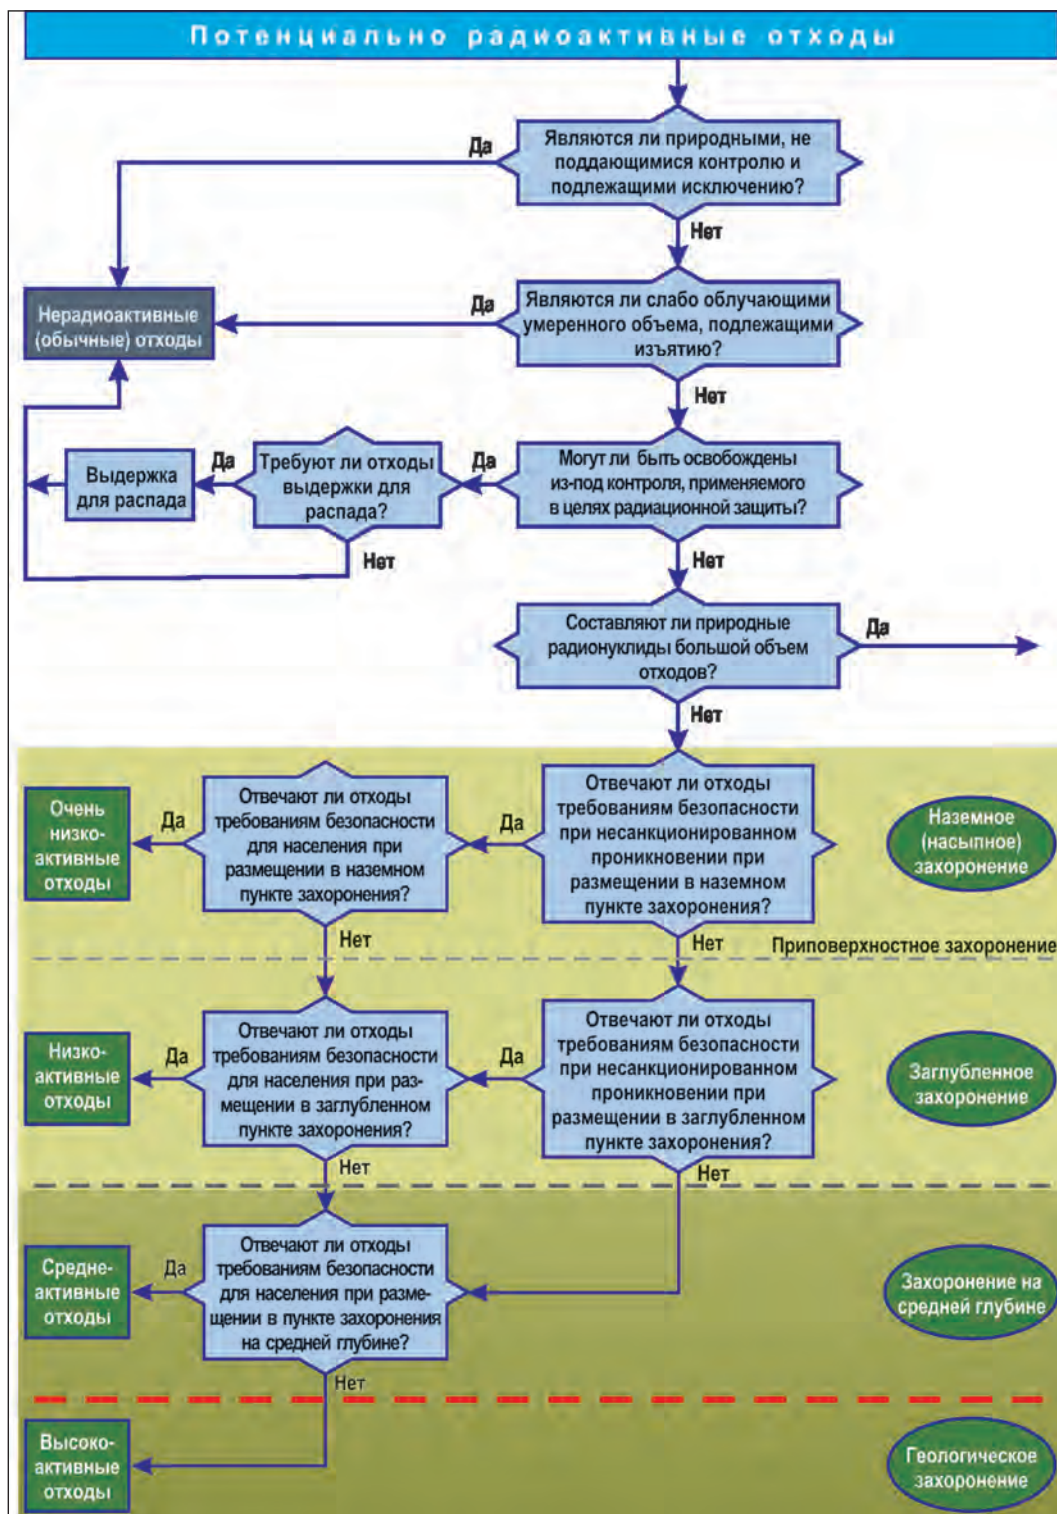 Потенциально радиоактивные отходы
Да
Являются ли природными, не
поддающимися контролю и
подлежащими исключению?
Нет
Нерадиоактивные
(обычные) отходы
Да
Являются ли слабо облучающими
умеренного объема, подлежащими
изъятию?
Нет
Выдержка
для распада
Да
Требуют ли отходы
выдержки для
распада?
Да
Могут ли быть освобождены
из-под контроля, применяемого
в целях радиационной защиты?
Нет
Нет
Составляют ли природные
радионуклиды большой объем
отходов?
Да
Нет
Очень
низко-
активные
отходы
Да
Отвечают ли отходы
требованиям безопасности
для населения при
размещении в наземном
пункте захоронения?
Да
Отвечают ли отходы
требованиям безопасности
при несанкционированном
проникновении при
размещении в наземном
пункте захоронения?
Наземное
(насыпное)
захоронение
Нет
Нет
Приповерхностное захоронение
Низко-
активные
отходы
Да
Отвечают ли отходы
требованиям безопасности
для населения при раз-
мещении в заглубленном
пункте захоронения?
Да
Отвечают ли отходы
требованиям безопасности
при несанкционированном
проникновении при
размещении в заглубленном
пункте захоронения?
Заглубленное
захоронение
Нет
Нет
Средне-
активные
отходы
Да
Отвечают ли отходы
требованиям безопасности
для населения при разме-
щении в пункте захоронения
на средней глубине?
Захоронение на
средней глубине
Нет
Высоко-
активные
отходы
Геологическое
захоронение